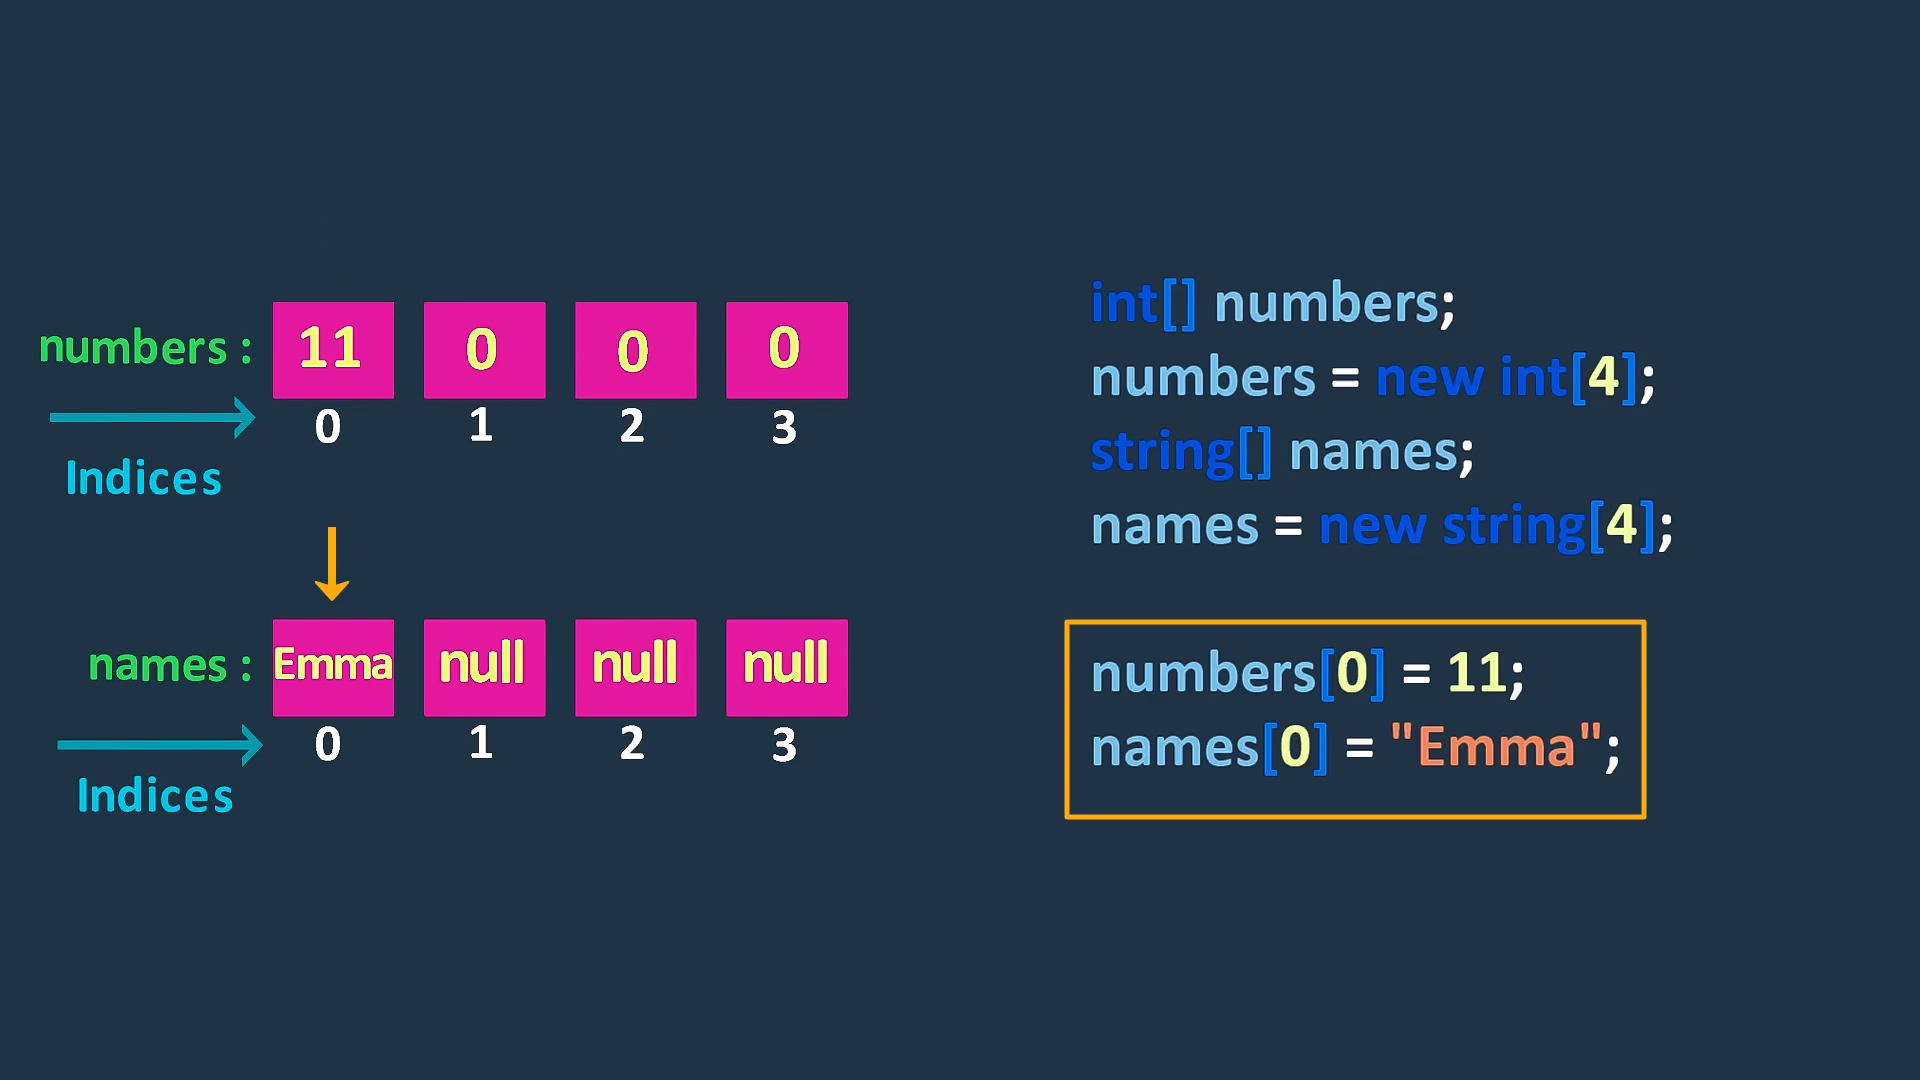 numbers : 11 0 0 0
0 1 2 3
Indices
names : Emma null null null
0 1 2 3
Indices
int[] numbers;
numbers = new int[4];
string[] names;
names = new string[4];
numbers[0] = 11;
names[0] = "Emma";